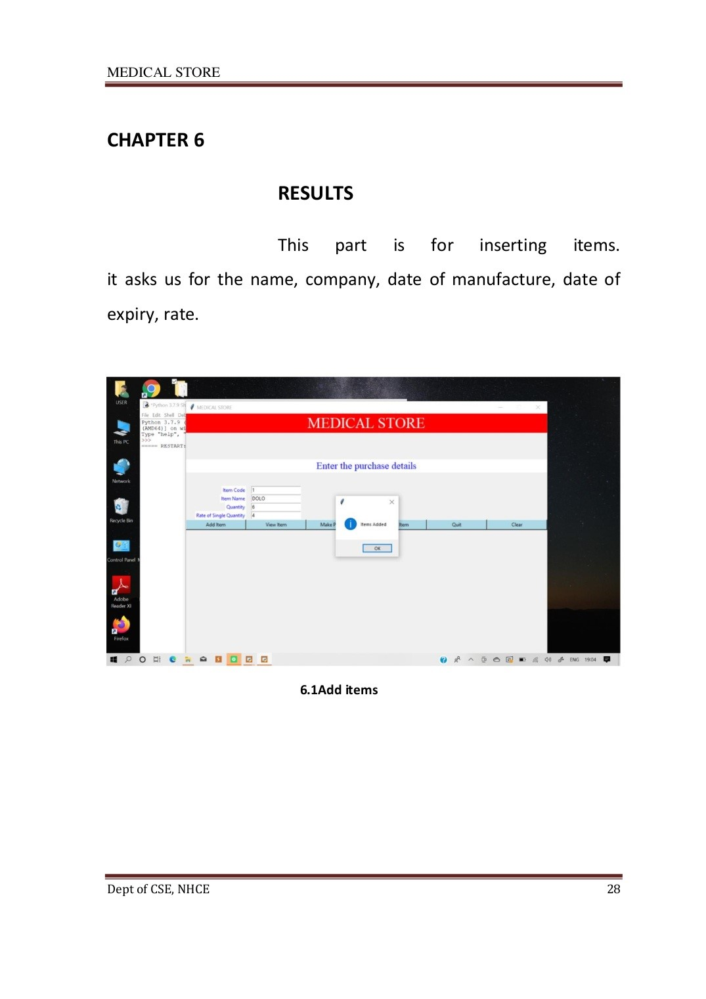 MEDICAL STORE
CHAPTER 6
RESULTS
This part is for inserting items.
it asks us for the name, company, date of manufacture, date of
expiry, rate.
USER
This PC
Network
Recycle Bin
Control Panel
Adobe
Reader XI
Firefox
*Python 3.7.9 Sh
File Edit Shell Del
Python 3.7.9 (
(AMD64)] on wi
Type "help", "
>>>
===== RESTART:
MEDICAL STORE
MEDICAL STORE
Enter the purchase details
Item Code 1
Item Name DOLO
Quantity 6
Rate of Single Quantity 4
Add Item View Item Make P Item Quit Clear
Items Added
OK
ENG 19:04
6.1Add items
Dept of CSE, NHCE 28